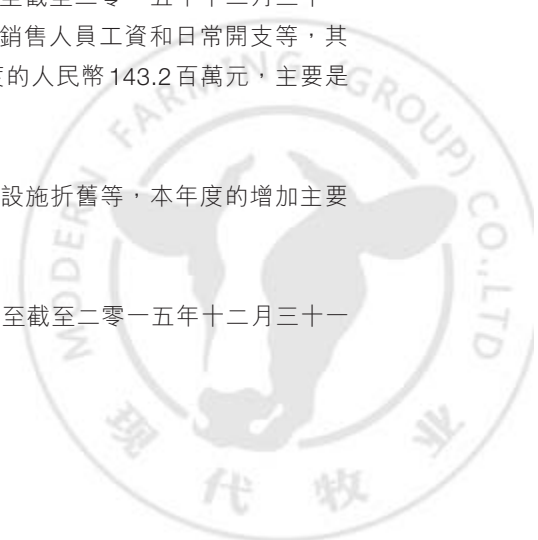 至截至二零一五年十二月三十一
銷售人員工資和日常開支等，其
度的人民幣143.2百萬元，主要是
設施折舊等，本年度的增加主要
至截至二零一五年十二月三十一
MODERN FARMING (GROUP) CO.,LTD
现代牧业